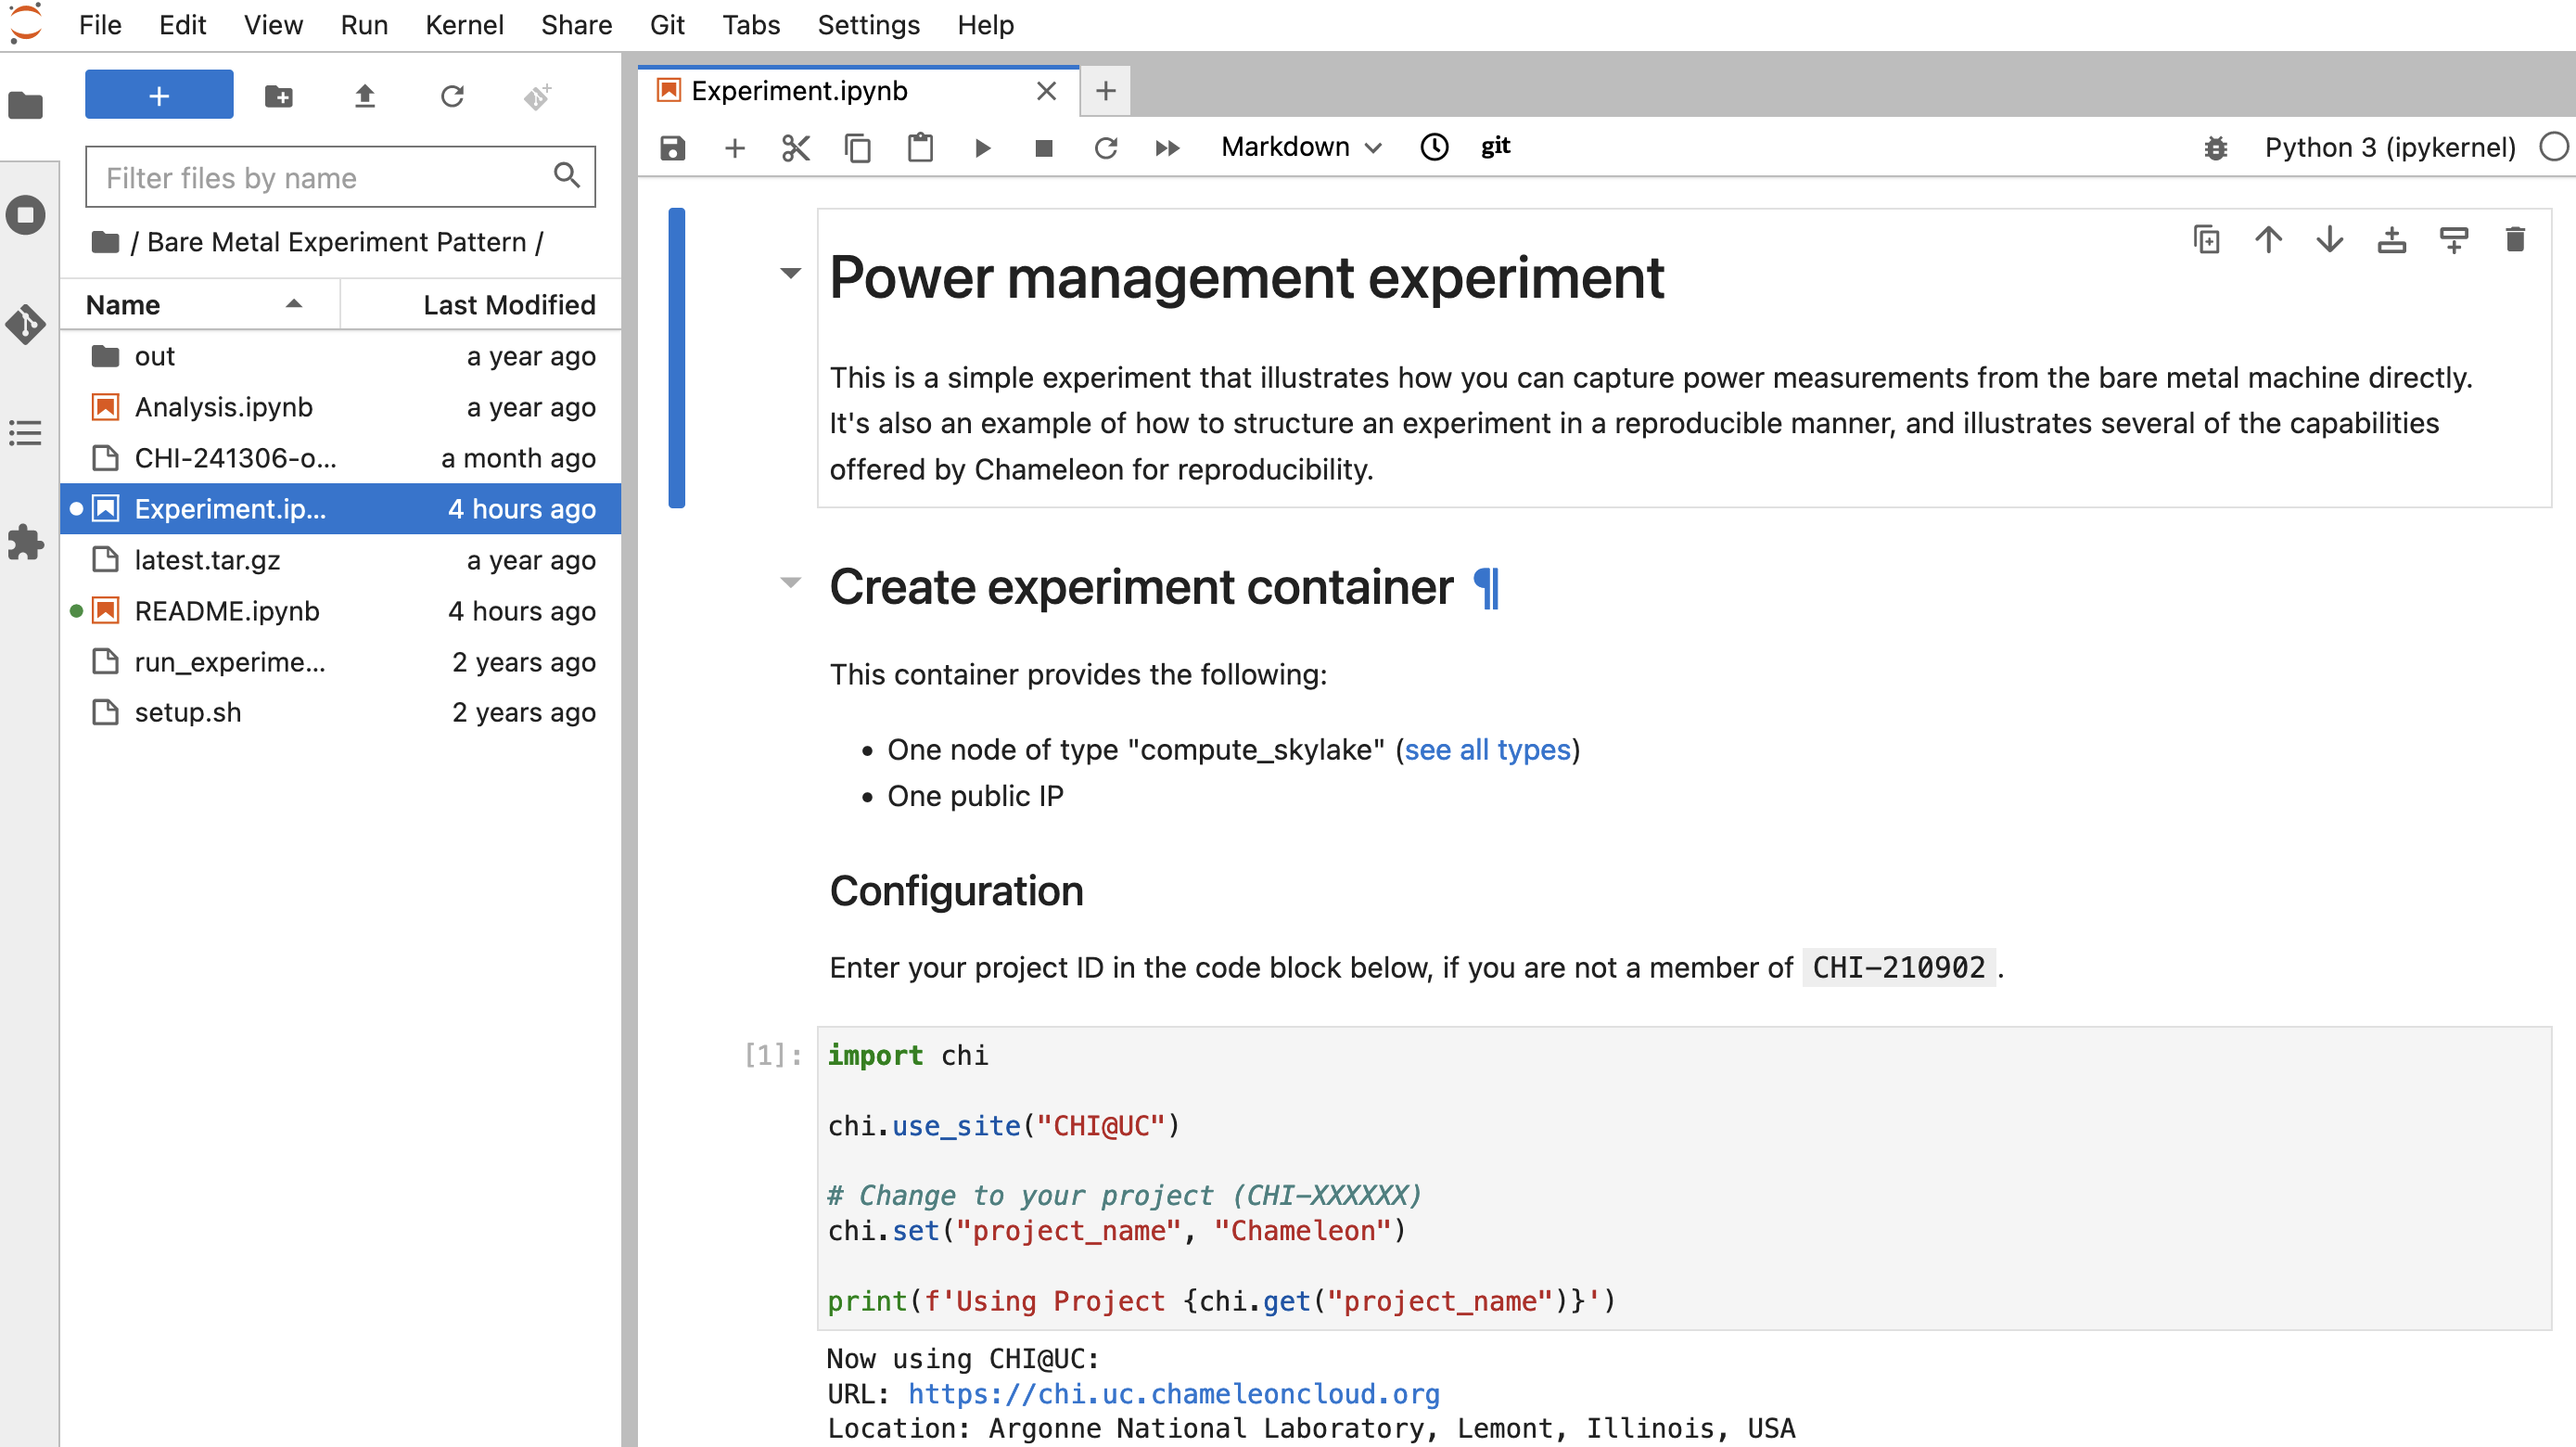 File Edit View Run Kernel Share Git Tabs Settings Help
Filter files by name
/ Bare Metal Experiment Pattern /
Name Last Modified
out a year ago
Analysis.ipynb a year ago
CHI-241306-o... a month ago
Experiment.ip... 4 hours ago
latest.tar.gz a year ago
README.ipynb 4 hours ago
run_experime... 2 years ago
setup.sh 2 years ago
Experiment.ipynb
Markdown git Python 3 (ipykernel)
Power management experiment
This is a simple experiment that illustrates how you can capture power measurements from the bare metal machine directly.
It's also an example of how to structure an experiment in a reproducible manner, and illustrates several of the capabilities
offered by Chameleon for reproducibility.
Create experiment container ¶
This container provides the following:
• One node of type "compute_skylake" (see all types)
• One public IP
Configuration
Enter your project ID in the code block below, if you are not a member of CHI-210902 .
[1]: import chi
chi.use_site("CHI@UC")
# Change to your project (CHI-XXXXXX)
chi.set("project_name", "Chameleon")
print(f'Using Project {chi.get("project_name")}')
Now using CHI@UC:
URL: https://chi.uc.chameleoncloud.org
Location: Argonne National Laboratory, Lemont, Illinois, USA